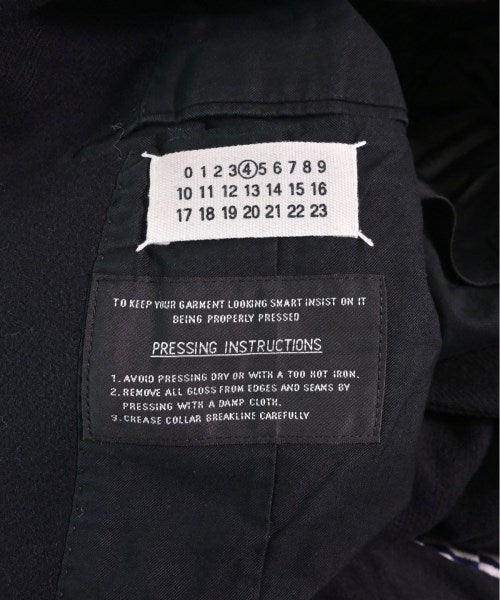 0 1 2 3 4 5 6 7 8 9
10 11 12 13 14 15 16
17 18 19 20 21 22 23
TO KEEP YOUR GARMENT LOOKING SMART INSIST ON IT
BEING PROPERLY PRESSED
PRESSING INSTRUCTIONS
1. AVOID PRESSING DRY OR WITH A TOO HOT IRON.
2. REMOVE ALL GLOSS FROM EDGES AND SEAMS BY
PRESSING WITH A DAMP CLOTH.
3. CREASE COLLAR BREAKLINE CAREFULLY